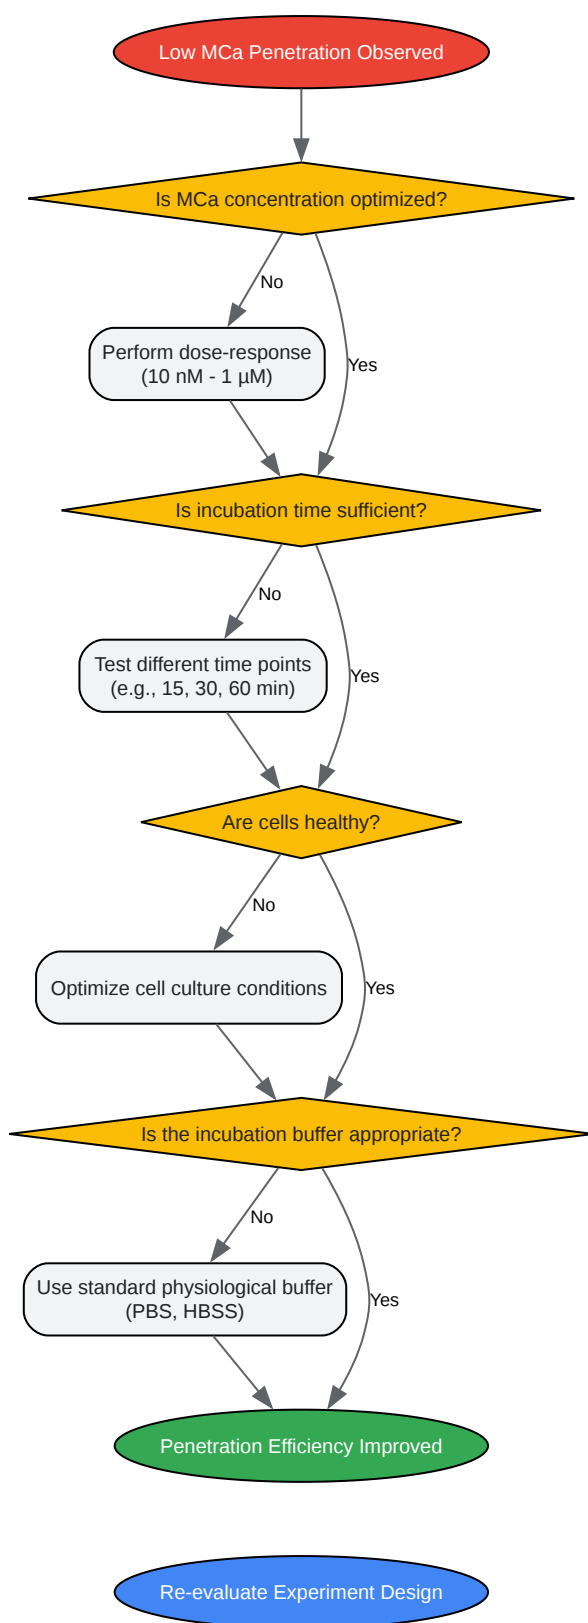 Low MCa Penetration Observed
Is MCa concentration optimized?
No
Perform dose-response
(10 nM - 1 µM)
Yes
Is incubation time sufficient?
No
Test different time points
(e.g., 15, 30, 60 min)
Yes
Are cells healthy?
No
Optimize cell culture conditions
Yes
Is the incubation buffer appropriate?
No
Use standard physiological buffer
(PBS, HBSS)
Yes
Penetration Efficiency Improved
Re-evaluate Experiment Design